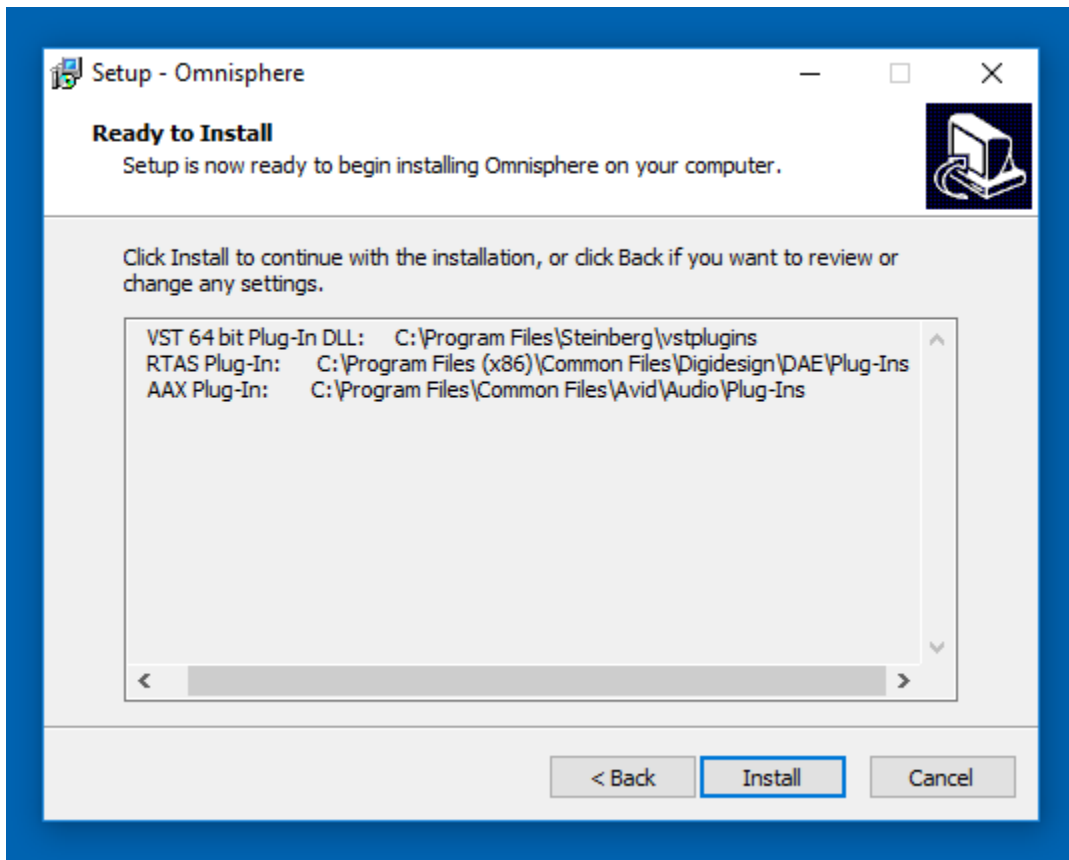 Setup - Omnisphere
Ready to Install
Setup is now ready to begin installing Omnisphere on your computer.
Click Install to continue with the installation, or click Back if you want to review or
change any settings.
VST 64 bit Plug-In DLL: C:\Program Files\Steinberg\vstplugins
RTAS Plug-In: C:\Program Files (x86)\Common Files\Digidesign\DAE\Plug-Ins
AAX Plug-In: C:\Program Files\Common Files\Avid\Audio\Plug-Ins
< Back Install Cancel